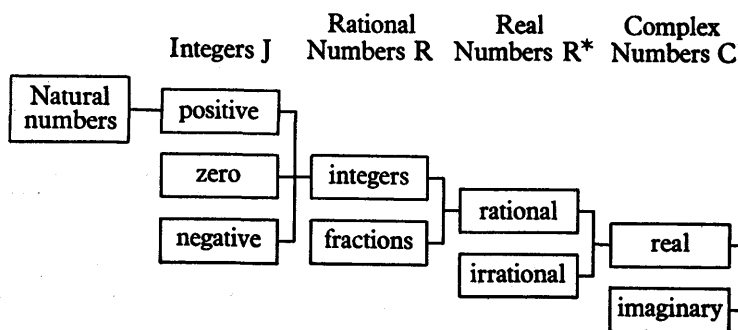 Integers J
Rational
Numbers R
Real
Numbers R*
Complex
Numbers C
Natural
numbers
positive
zero
negative
integers
fractions
rational
irrational
real
imaginary